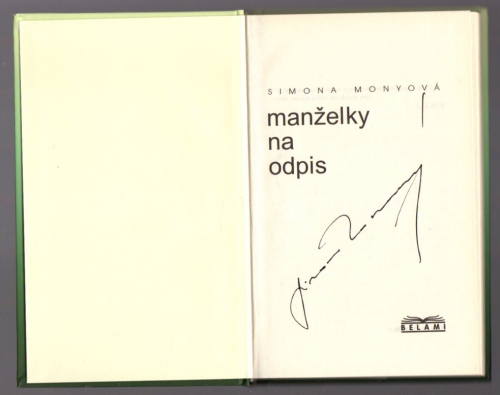 SIMONA MONYOVÁ
manželky
na
odpis
BELAMI